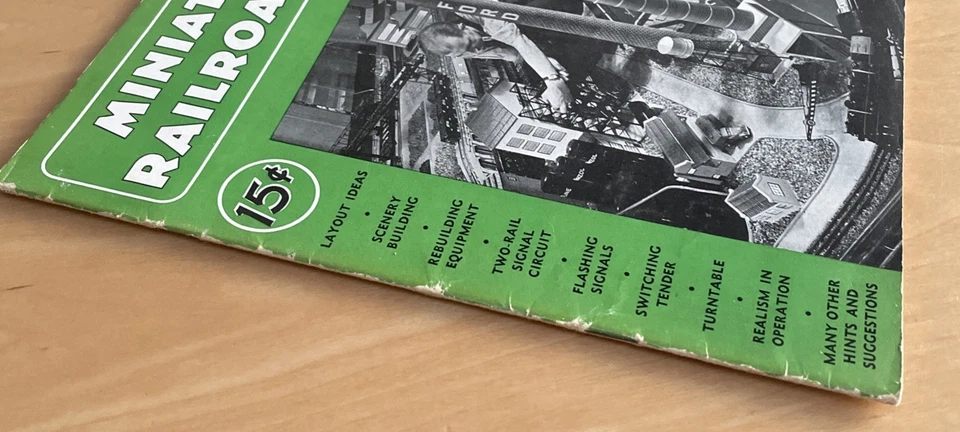 MINIAT
RAILROA
15¢
FORD
LAYOUT IDEAS
•
SCENERY
BUILDING
•
REBUILDING
EQUIPMENT
•
TWO-RAIL
SIGNAL
CIRCUIT
•
FLASHING
SIGNALS
•
SWITCHING
TENDER
•
TURNTABLE
•
REALISM IN
OPERATION
•
MANY OTHER
HINTS AND
SUGGESTIONS